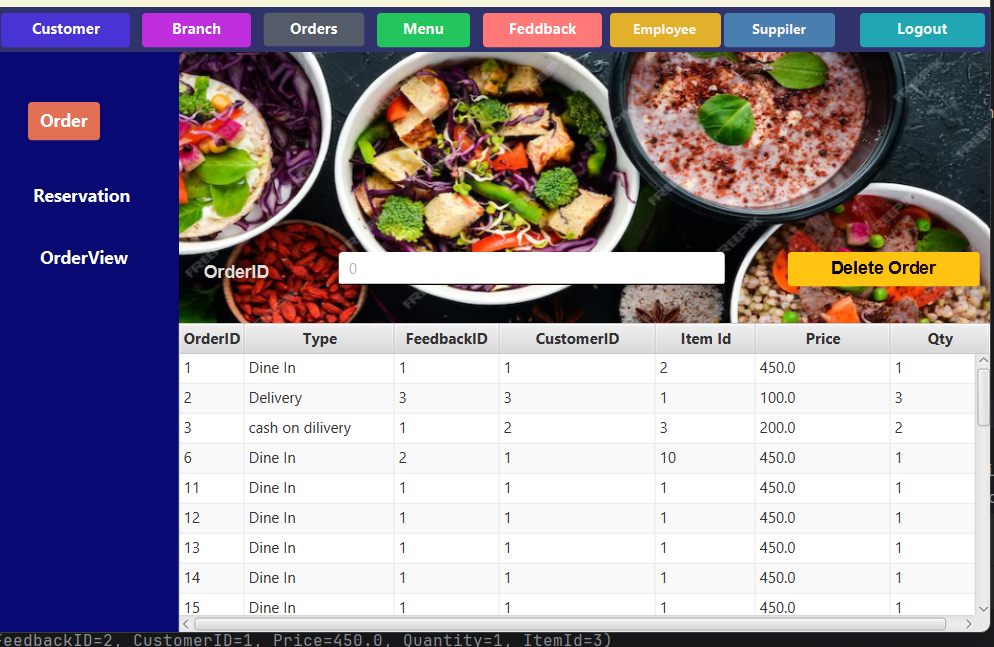 Customer Branch Orders Menu Feddback Employee Suppiler Logout
Order
Reservation
OrderView
OrderID 0 Delete Order
OrderID Type FeedbackID CustomerID Item Id Price Qty
1 Dine In 1 1 2 450.0 1
2 Delivery 3 3 1 100.0 3
3 cash on dilivery 1 2 3 200.0 2
6 Dine In 2 1 10 450.0 1
11 Dine In 1 1 1 450.0 1
12 Dine In 1 1 1 450.0 1
13 Dine In 1 1 1 450.0 1
14 Dine In 1 1 1 450.0 1
15 Dine In 1 1 1 450.0 1
FeedbackID=2, CustomerID=1, Price=450.0, Quantity=1, ItemId=3)